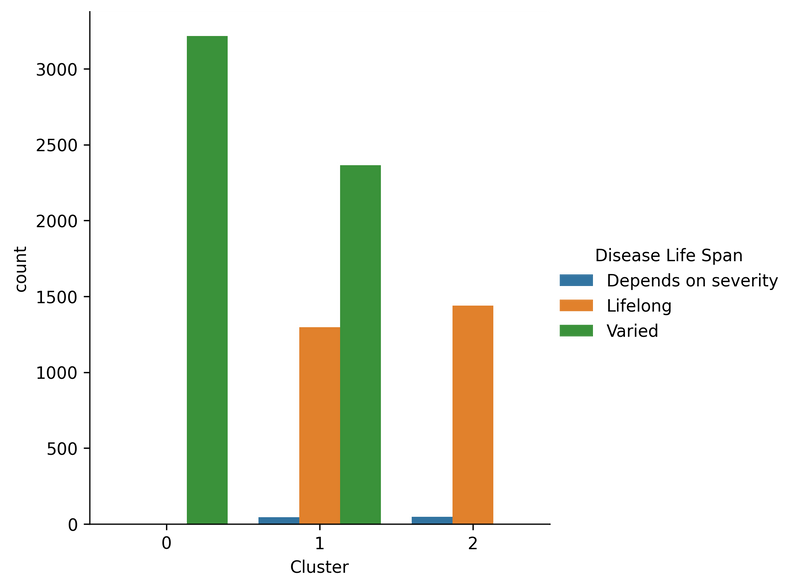 3000
2500
2000
1500
1000
500
0
count
0 1 2
Cluster
Disease Life Span
Depends on severity
Lifelong
Varied